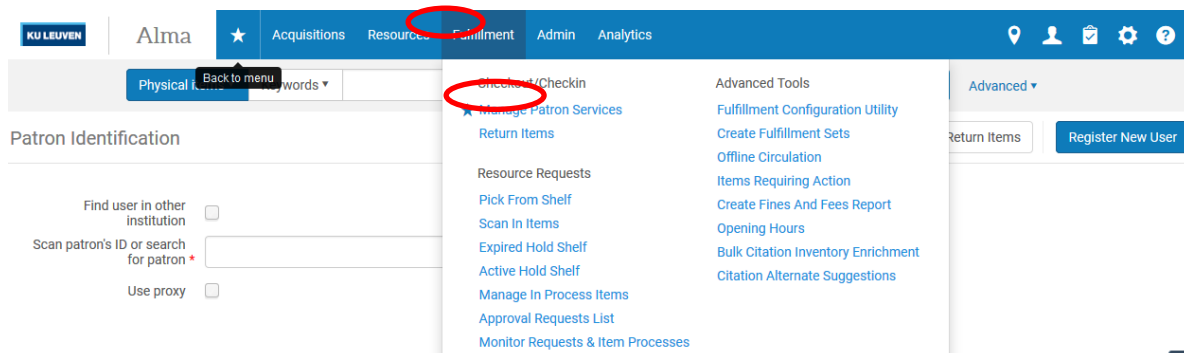 KU LEUVEN Alma Acquisitions Resources Fulfillment Admin Analytics
Back to menu
Physical items Keywords Advanced
Patron Identification
Return Items Register New User
Find user in other
institution
Scan patron's ID or search
for patron *
Use proxy
Checkout/Checkin
Manage Patron Services
Return Items
Resource Requests
Pick From Shelf
Scan In Items
Expired Hold Shelf
Active Hold Shelf
Manage In Process Items
Approval Requests List
Monitor Requests & Item Processes
Advanced Tools
Fulfillment Configuration Utility
Create Fulfillment Sets
Offline Circulation
Items Requiring Action
Create Fines And Fees Report
Opening Hours
Bulk Citation Inventory Enrichment
Citation Alternate Suggestions